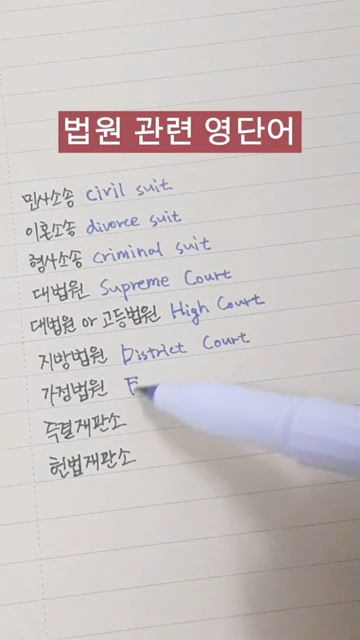 법원 관련 영단어
민사소송 civil suit
이혼소송 divorce suit
형사소송 criminal suit
대법원 Supreme Court
대법원 or 고등법원 High Court
지방법원 District Court
가정법원 F
즉결재판소
헌법재판소